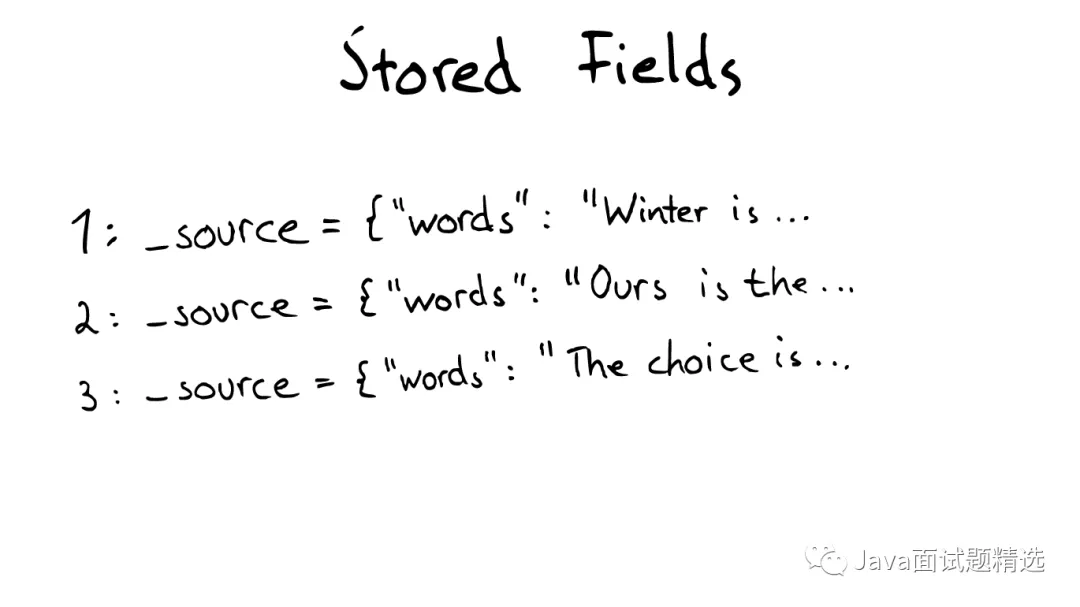 Stored Fields
1: _source = {"words": "Winter is ...
2: _source = {"words": "Ours is the ...
3: _source = {"words": "The choice is ...
Java面试题精选